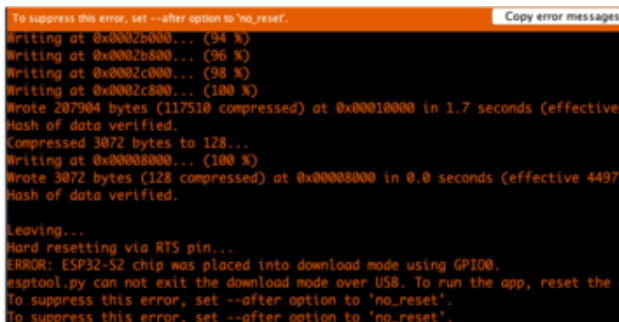 To suppress this error, set --after option to 'no_reset'.
Copy error messages
Writing at 0x0002b000... (94 %)
Writing at 0x0002b800... (96 %)
Writing at 0x0002c000... (98 %)
Writing at 0x0002c800... (100 %)
Wrote 207904 bytes (117510 compressed) at 0x00010000 in 1.7 seconds (effective
Hash of data verified.
Compressed 3072 bytes to 128...
Writing at 0x00008000... (100 %)
Wrote 3072 bytes (128 compressed) at 0x00008000 in 0.0 seconds (effective 4497
Hash of data verified.
Leaving...
Hard resetting via RTS pin...
ERROR: ESP32-S2 chip was placed into download mode using GPIO0.
esptool.py can not exit the download mode over USB. To run the app, reset the
To suppress this error, set --after option to 'no_reset'.
To suppress this error, set --after option to 'no_reset'.